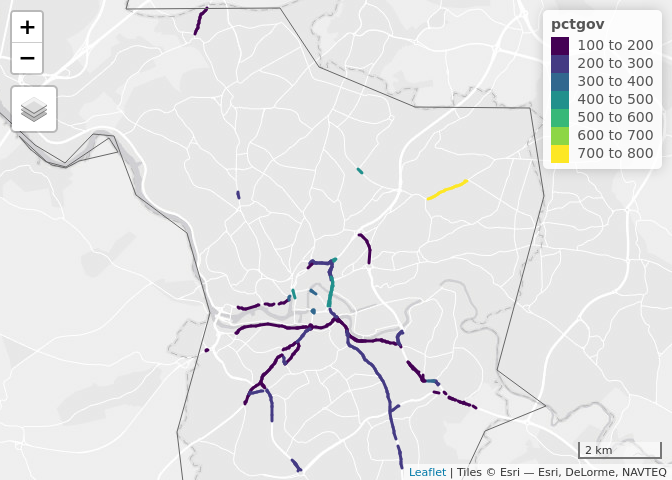 +
−
pctgov
100 to 200
200 to 300
300 to 400
400 to 500
500 to 600
600 to 700
700 to 800
2 km
Leaflet | Tiles © Esri — Esri, DeLorme, NAVTEQ